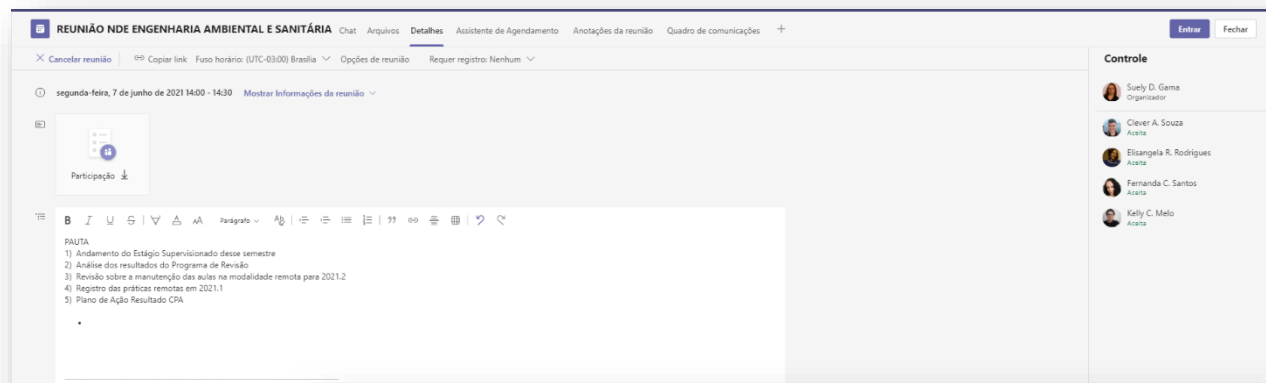 REUNIÃO NDE ENGENHARIA AMBIENTAL E SANITÁRIA Chat Arquivos Detalhes Assistente de Agendamento Anotações da reunião Quadro de comunicações + Entrar Fechar
Cancelar reunião Copiar link Fuso horário: (UTC-03:00) Brasília Opções de reunião Requer registro: Nenhum
Controle
segunda-feira, 7 de junho de 2021 14:00 - 14:30 Mostrar Informações da reunião
Participação
B I U S AA Parágrafo
PAUTA
1) Andamento do Estágio Supervisionado desse semestre
2) Análise dos resultados do Programa de Revisão
3) Revisão sobre a manutenção das aulas na modalidade remota para 2021.2
4) Registro das práticas remotas em 2021.1
5) Plano de Ação Resultado CPA
Suely D. Gama
Organizador
Clever A. Souza
Aceita
Elisangela R. Rodrigues
Aceita
Fernanda C. Santos
Aceita
Kelly C. Melo
Aceita